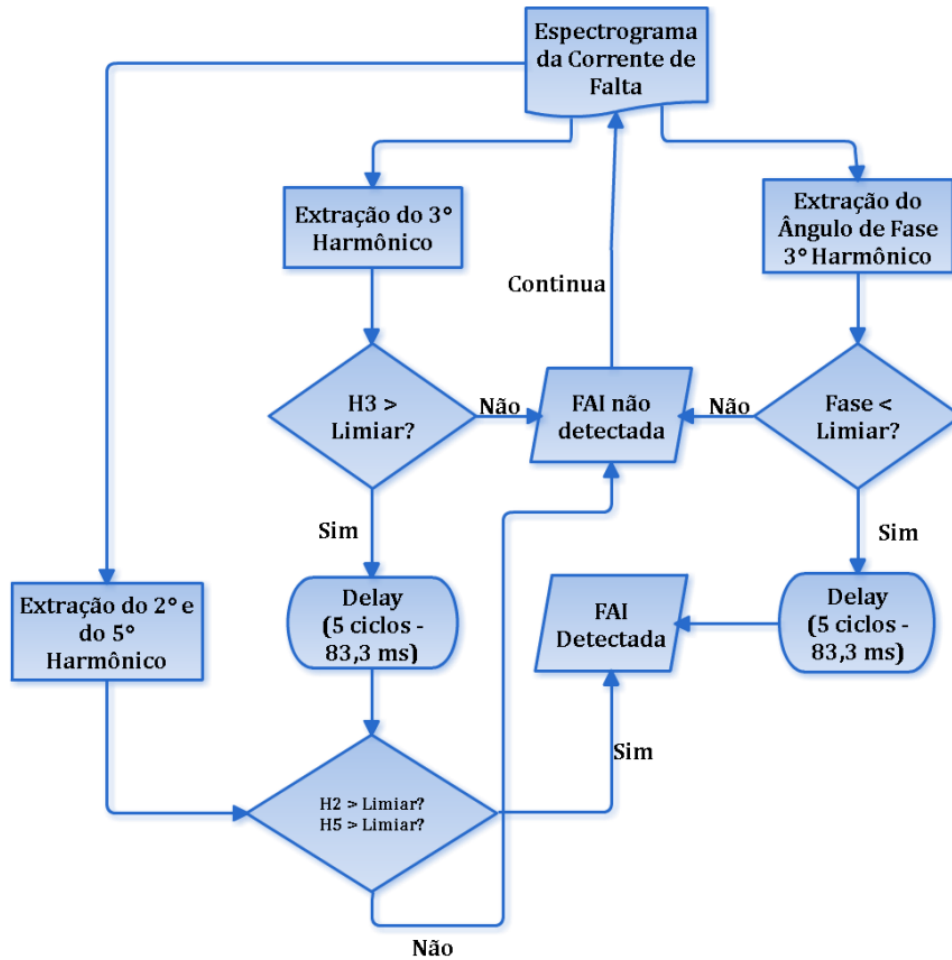 Espectrograma
da Corrente de
Falta
Extração do 3°
Harmônico
Extração do
Ângulo de Fase
3° Harmônico
Continua
H3 >
Limiar?
Não
FAI não
detectada
Não
Fase <
Limiar?
Sim
Sim
Extração do 2° e
do 5°
Harmônico
Delay
(5 ciclos -
83,3 ms)
FAI
Detectada
Delay
(5 ciclos -
83,3 ms)
Sim
H2 > Limiar?
H5 > Limiar?
Não